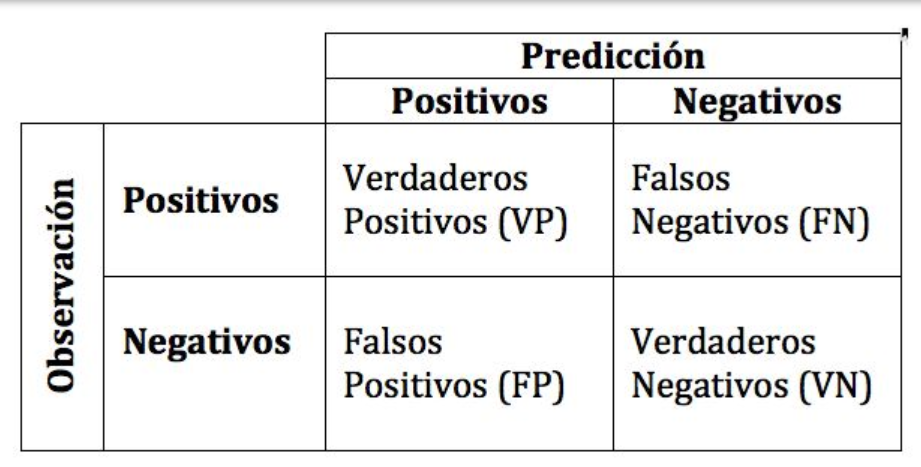 Predicción
Positivos
Negativos
Observación
Positivos
Verdaderos
Positivos (VP)
Falsos
Negativos (FN)
Negativos
Falsos
Positivos (FP)
Verdaderos
Negativos (VN)